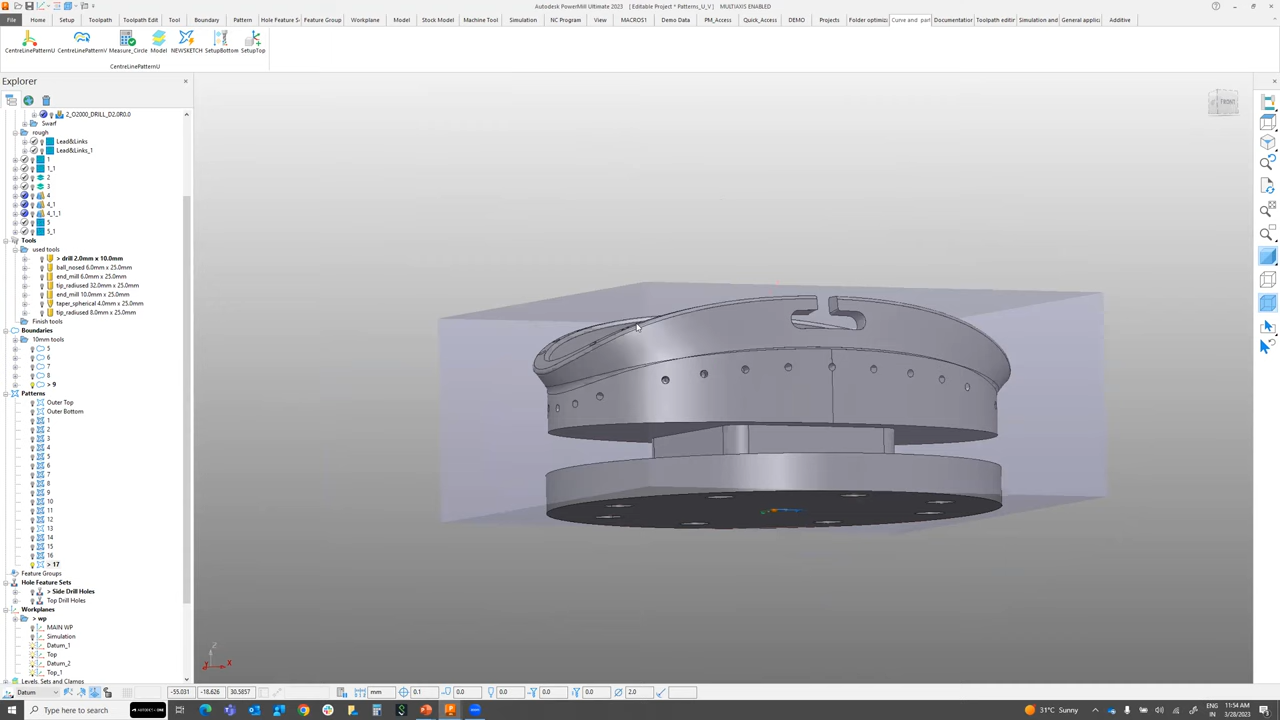 Autodesk PowerMill Ultimate 2023 [ Editable Project * Patterns_U_V ] MULTIAXIS ENABLED
File Home Setup Toolpath Toolpath Edit Tool Boundary Pattern Hole Feature S Feature Group Workplane Model Stock Model Machine Tool Simulation NC Program View MACROS1 Demo Data PM_Access Quick_Access DEMO Projects Folder optimiz Curve and part Documentation Toolpath editir Simulation and General applic Additive
CentreLinePatternU CentreLinePatternV Measure_Circle Model NEWSKETCH SetupBottom SetupTop
CentreLinePatternU
Explorer
FRONT
2_O2000_DRILL_D2.0R0.0
Swarf
rough
Lead&Links
Lead&Links_1
1
1_1
2
3
4
4_1
4_1_1
5
5_1
Tools
used tools
> drill 2.0mm x 10.0mm
ball_nosed 6.0mm x 25.0mm
end_mill 6.0mm x 25.0mm
tip_radiused 32.0mm x 25.0mm
end_mill 10.0mm x 25.0mm
taper_spherical 4.0mm x 25.0mm
tip_radiused 8.0mm x 25.0mm
Finish tools
Boundaries
10mm tools
5
6
7
8
> 9
Patterns
Outer Top
Outer Bottom
1
2
3
4
5
6
7
8
9
10
11
12
13
14
15
16
> 17
Feature Groups
Hole Feature Sets
> Side Drill Holes
Top Drill Holes
Workplanes
> wp
MAIN WP
Simulation
Datum_1
Top
Datum_2
Top_1
Levels, Sets and Clamps
Z
Y X
Datum -55.031 -18.626 30.5857 mm 0.1 0.0 0.0 0.0 0.0 2.0
Type here to search AUTODESK ONE 31°C Sunny ENG IN 11:54 AM 3/28/2023